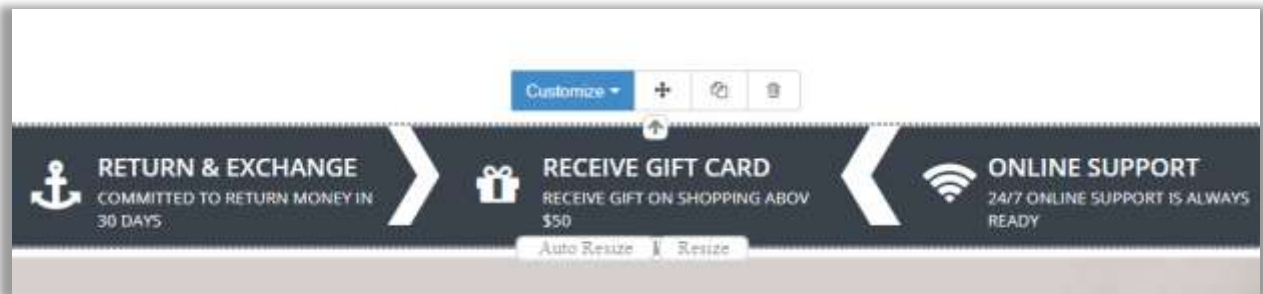 Customize
RETURN & EXCHANGE
COMMITTED TO RETURN MONEY IN
30 DAYS
RECEIVE GIFT CARD
RECEIVE GIFT ON SHOPPING ABOV
$50
ONLINE SUPPORT
24/7 ONLINE SUPPORT IS ALWAYS
READY
Auto Resize Resize